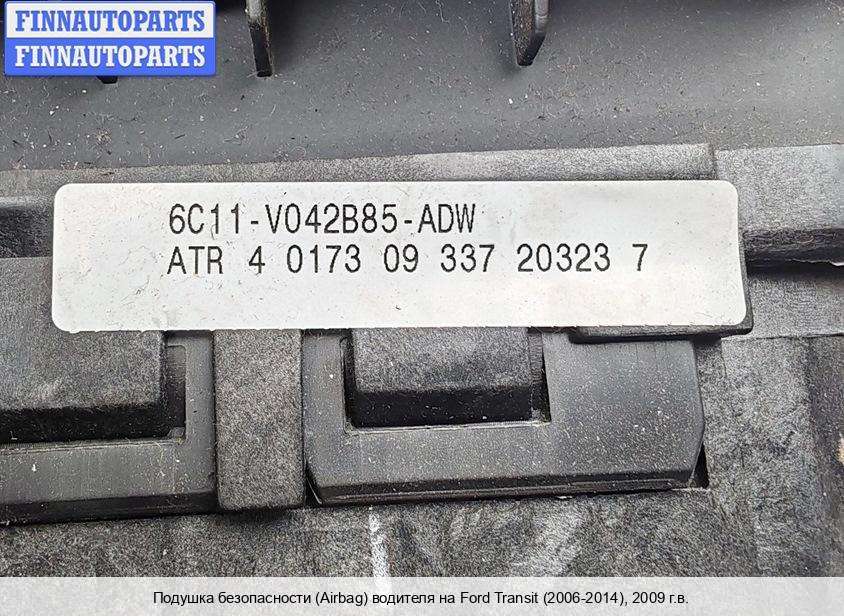 FINNAUTOPARTS
FINNAUTOPARTS
6C11-V042B85-ADW
ATR 4 0173 09 337 20323 7
Подушка безопасности (Airbag) водителя на Ford Transit (2006-2014), 2009 г.в.